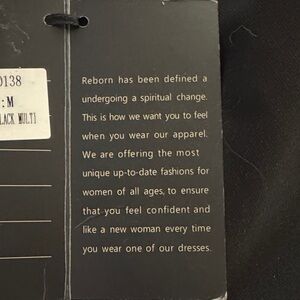 0138
:M
LACK MULTI
Reborn has been defined a
undergoing a spiritual change.
This is how we want you to feel
when you wear our apparel.
We are offering the most
unique up-to-date fashions for
women of all ages, to ensure
that you feel confident and
like a new woman every time
you wear one of our dresses.